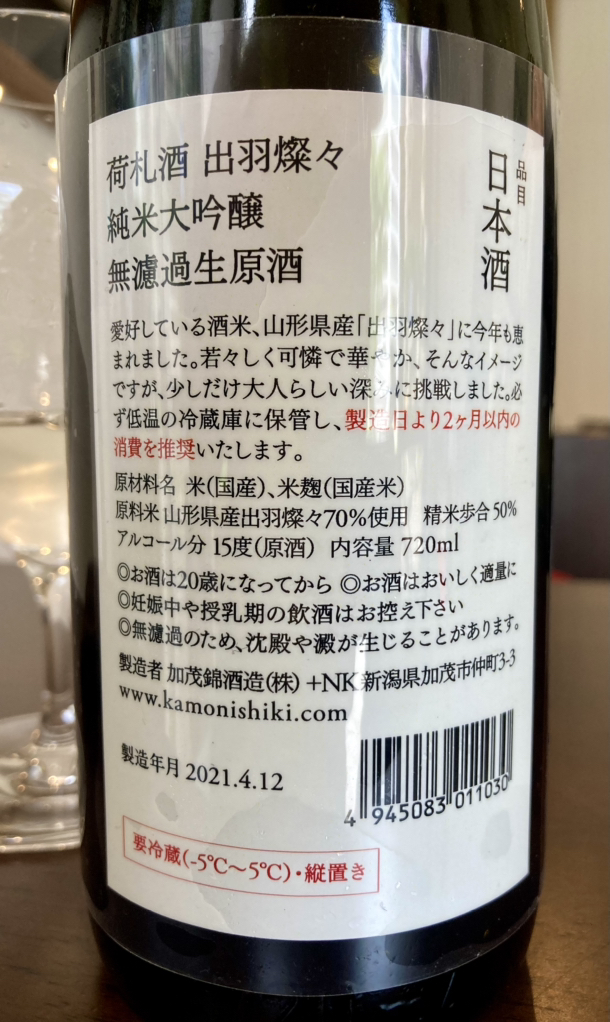 荷札酒 出羽燦々
純米大吟醸
無濾過生原酒
品目
日本酒
愛好している酒米、山形県産「出羽燦々」に今年も恵
まれました。若々しく可憐で華やか、そんなイメージ
ですが、少しだけ大人らしい深みに挑戦しました。必
ず低温の冷蔵庫に保管し、製造日より2ヶ月以内の
消費を推奨いたします。
原材料名 米(国産)、米麹(国産米)
原料米 山形県産出羽燦々70%使用 精米歩合 50%
アルコール分 15度(原酒) 内容量 720ml
◎お酒は20歳になってから ◎お酒はおいしく適量に
◎妊娠中や授乳期の飲酒はお控え下さい
◎無濾過のため、沈殿や澱が生じることがあります。
製造者 加茂錦酒造(株) +NK 新潟県加茂市仲町3-3
www.kamonishiki.com
製造年月 2021.4.12
4 945083 011030
要冷蔵(-5℃〜5℃)・縦置き